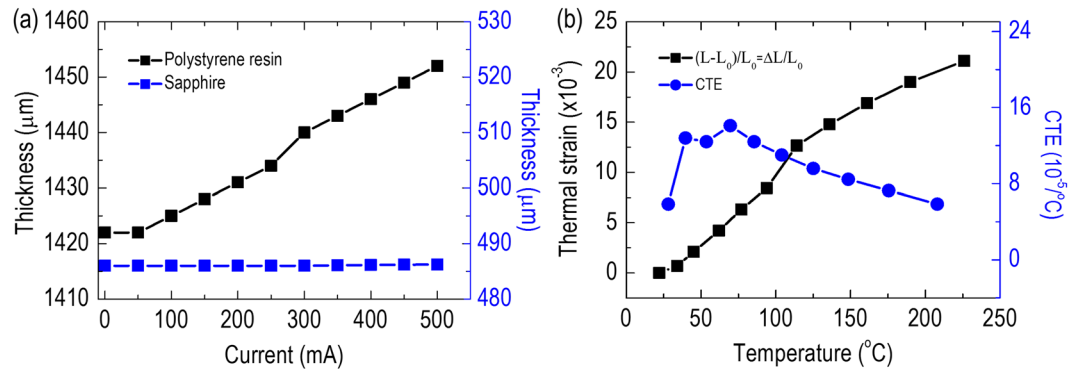 (a)
1460
1450
1440
1430
1420
1410
Thickness (μm)
Polystyrene resin
Sapphire
530
520
510
500
490
480
Thickness (μm)
0 100 200 300 400 500
Current (mA)
(b)
25
20
15
10
5
0
Thermal strain (x10⁻³)
(L-L₀)/L₀=ΔL/L₀
CTE
24
16
8
0
CTE (10⁻⁵/°C)
0 50 100 150 200 250
Temperature (°C)